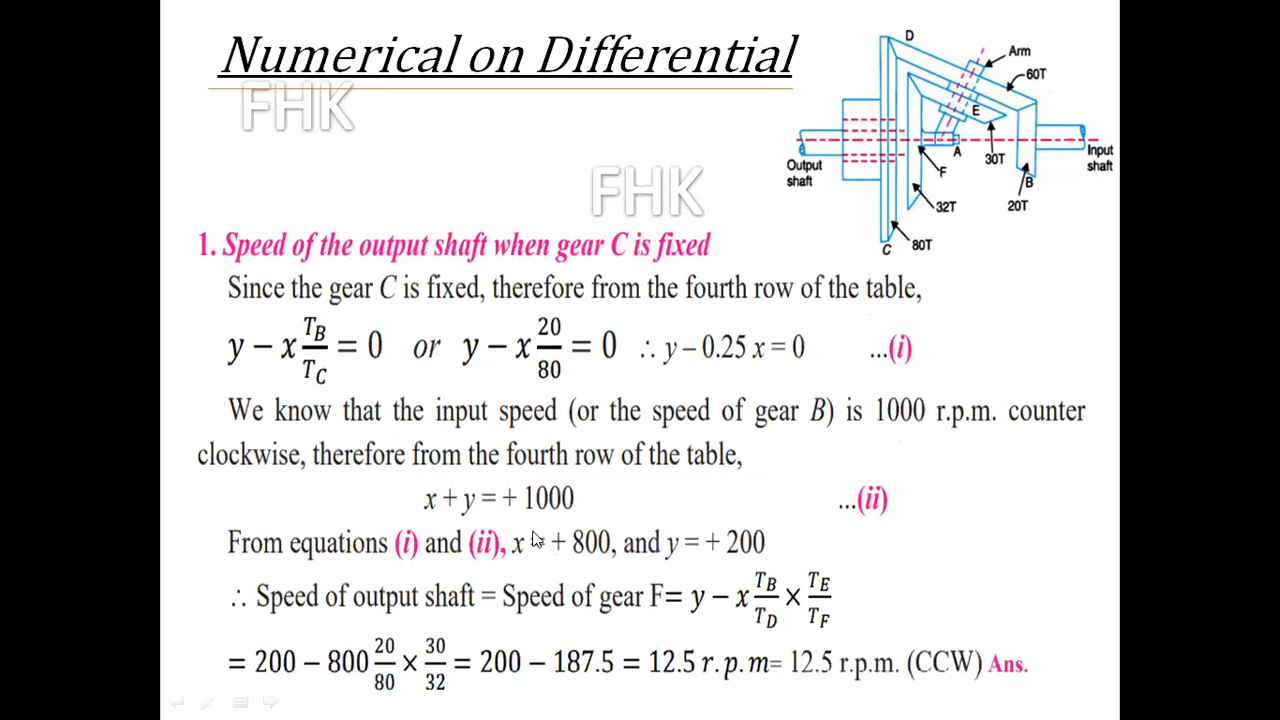 Numerical on Differential
FHK
FHK
D
Arm
60T
E
A
30T
Output shaft
Input shaft
F
B
32T
20T
C
80T
1. Speed of the output shaft when gear C is fixed
Since the gear C is fixed, therefore from the fourth row of the table,
y − x T_B/T_C = 0 or y − x 20/80 = 0 ∴ y – 0.25 x = 0 ...(i)
We know that the input speed (or the speed of gear B) is 1000 r.p.m. counter
clockwise, therefore from the fourth row of the table,
x + y = + 1000 ...(ii)
From equations (i) and (ii), x + 800, and y = + 200
∴ Speed of output shaft = Speed of gear F= y − x T_B/T_D × T_E/T_F
= 200 − 800 20/80 × 30/32 = 200 − 187.5 = 12.5 r.p.m= 12.5 r.p.m. (CCW) Ans.